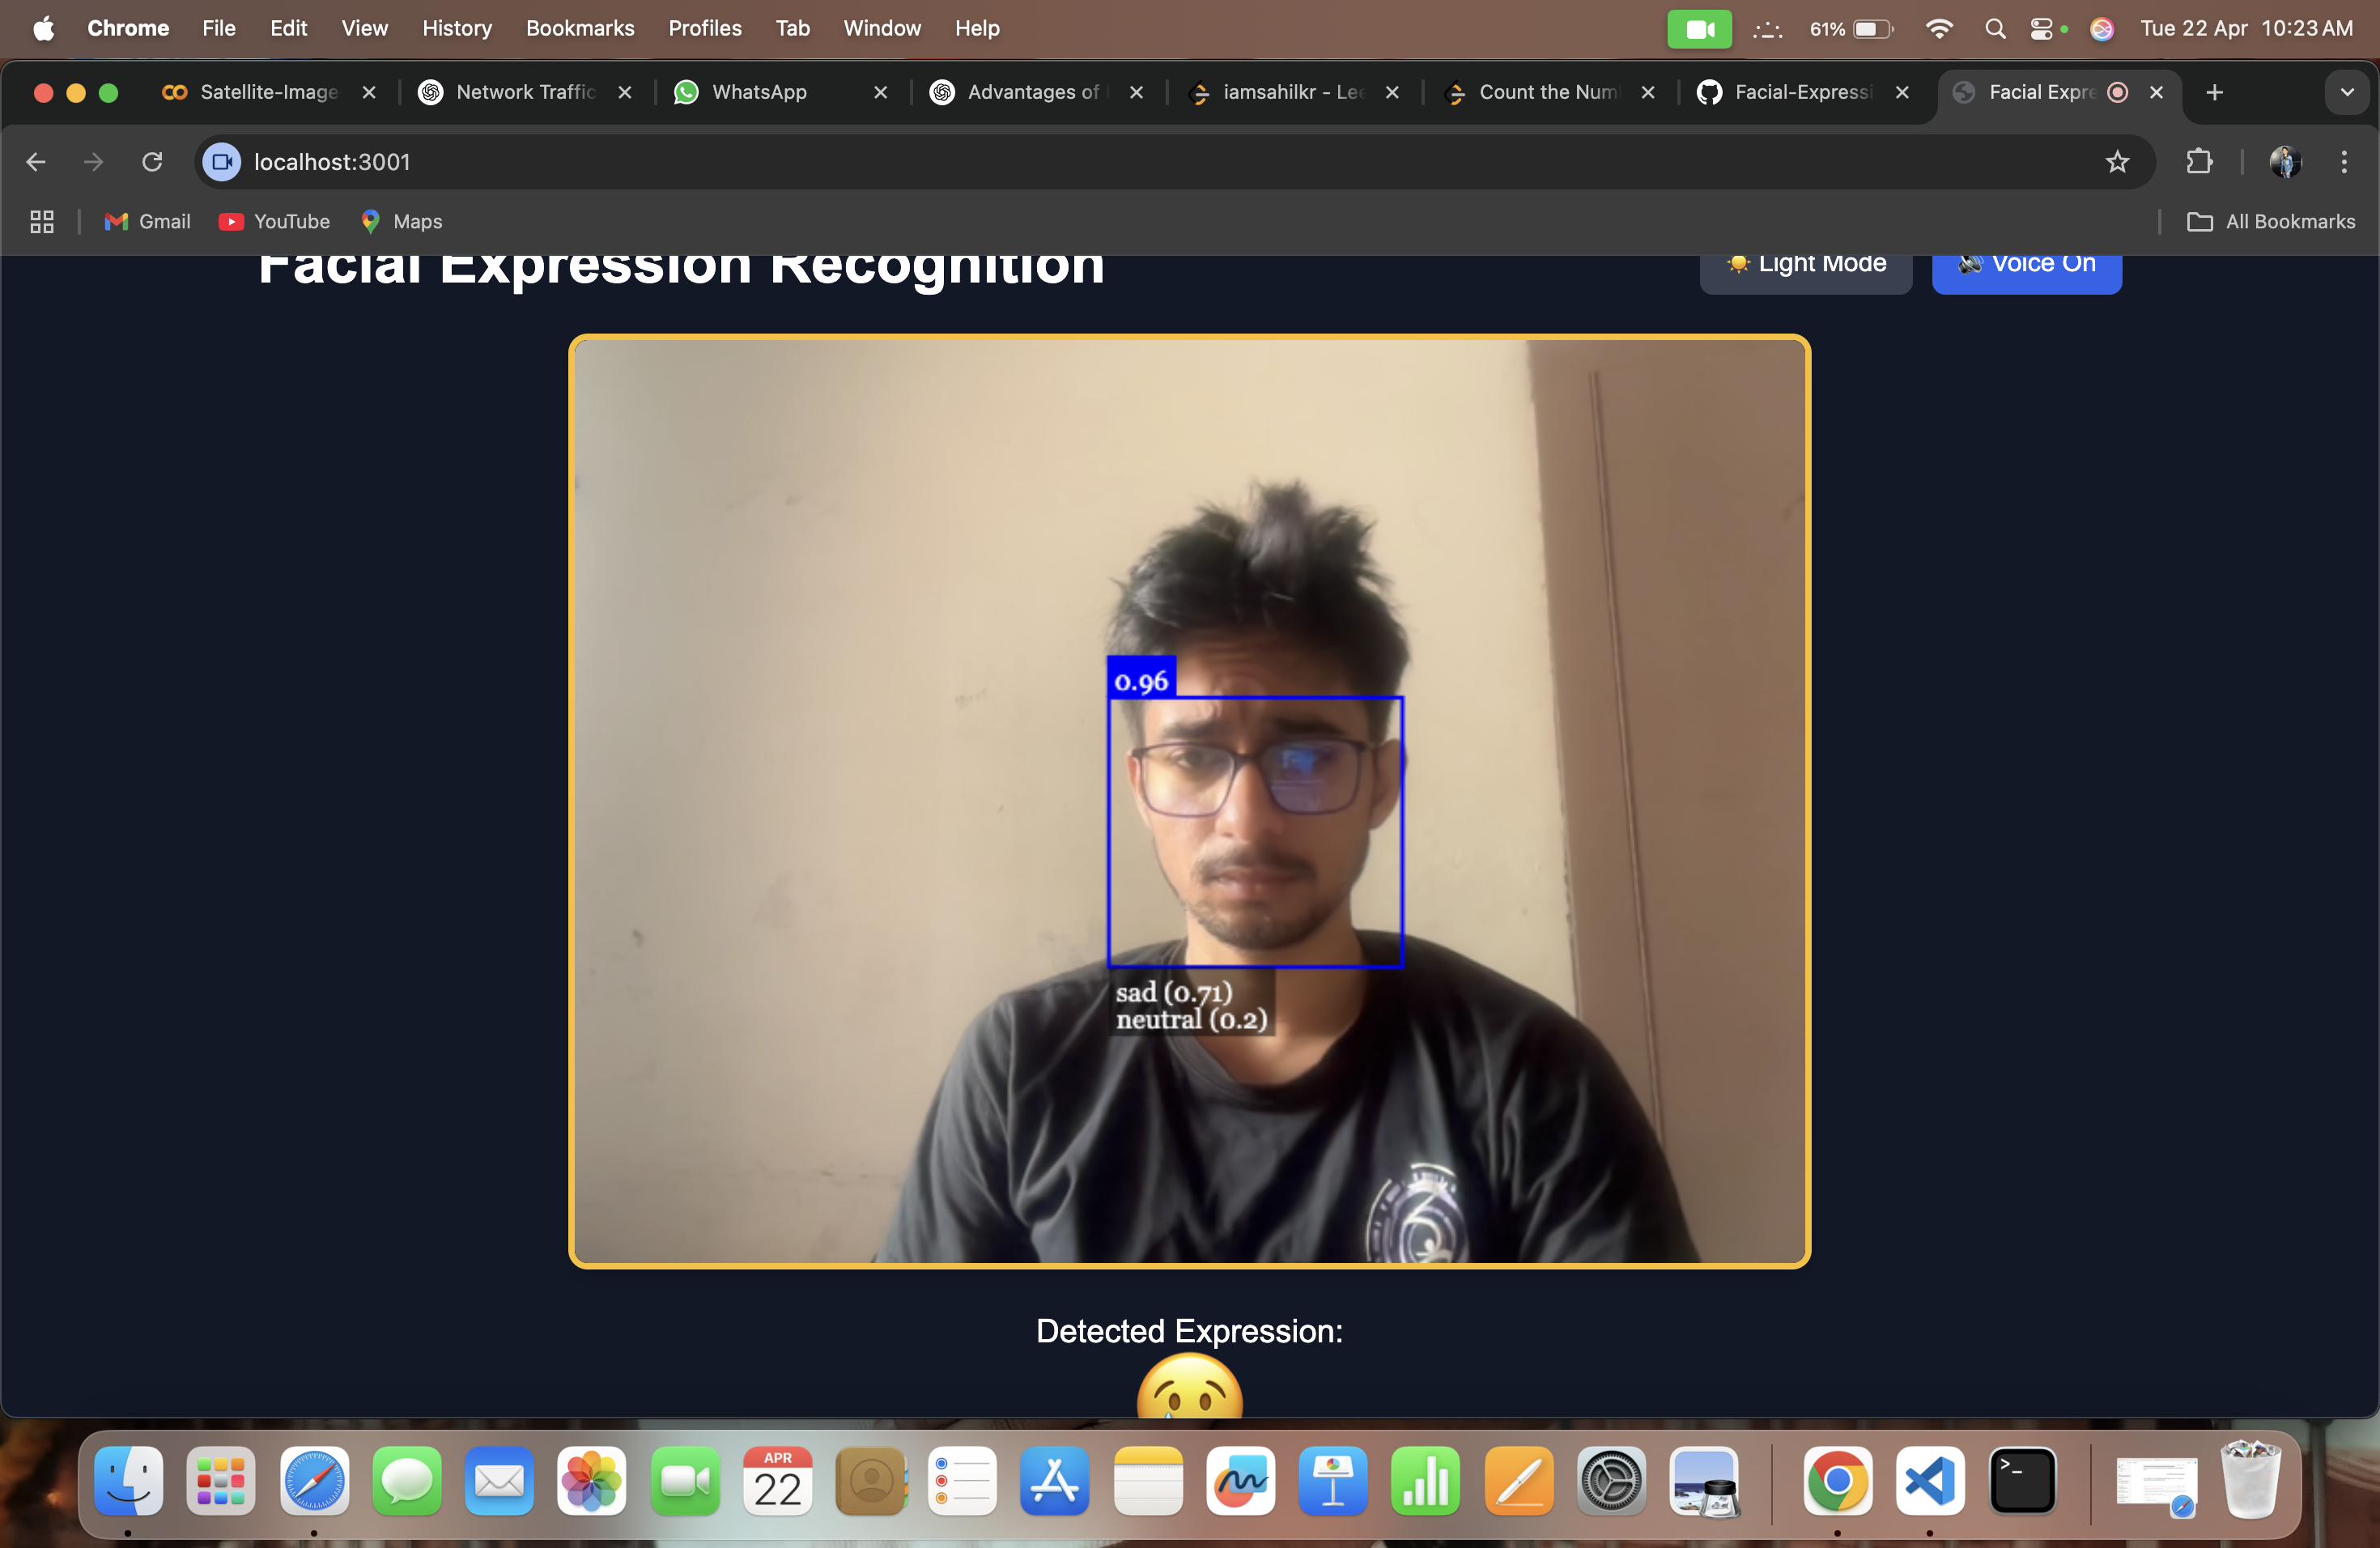 Chrome File Edit View History Bookmarks Profiles Tab Window Help 61% Tue 22 Apr 10:23 AM
Satellite-Image Network Traffic WhatsApp Advantages of iamsahilkr - Lee Count the Num Facial-Expressi Facial Expre
localhost:3001
Gmail YouTube Maps All Bookmarks
Facial Expression Recognition Light Mode Voice On
0.96
sad (0.71)
neutral (0.2)
Detected Expression:
APR
22